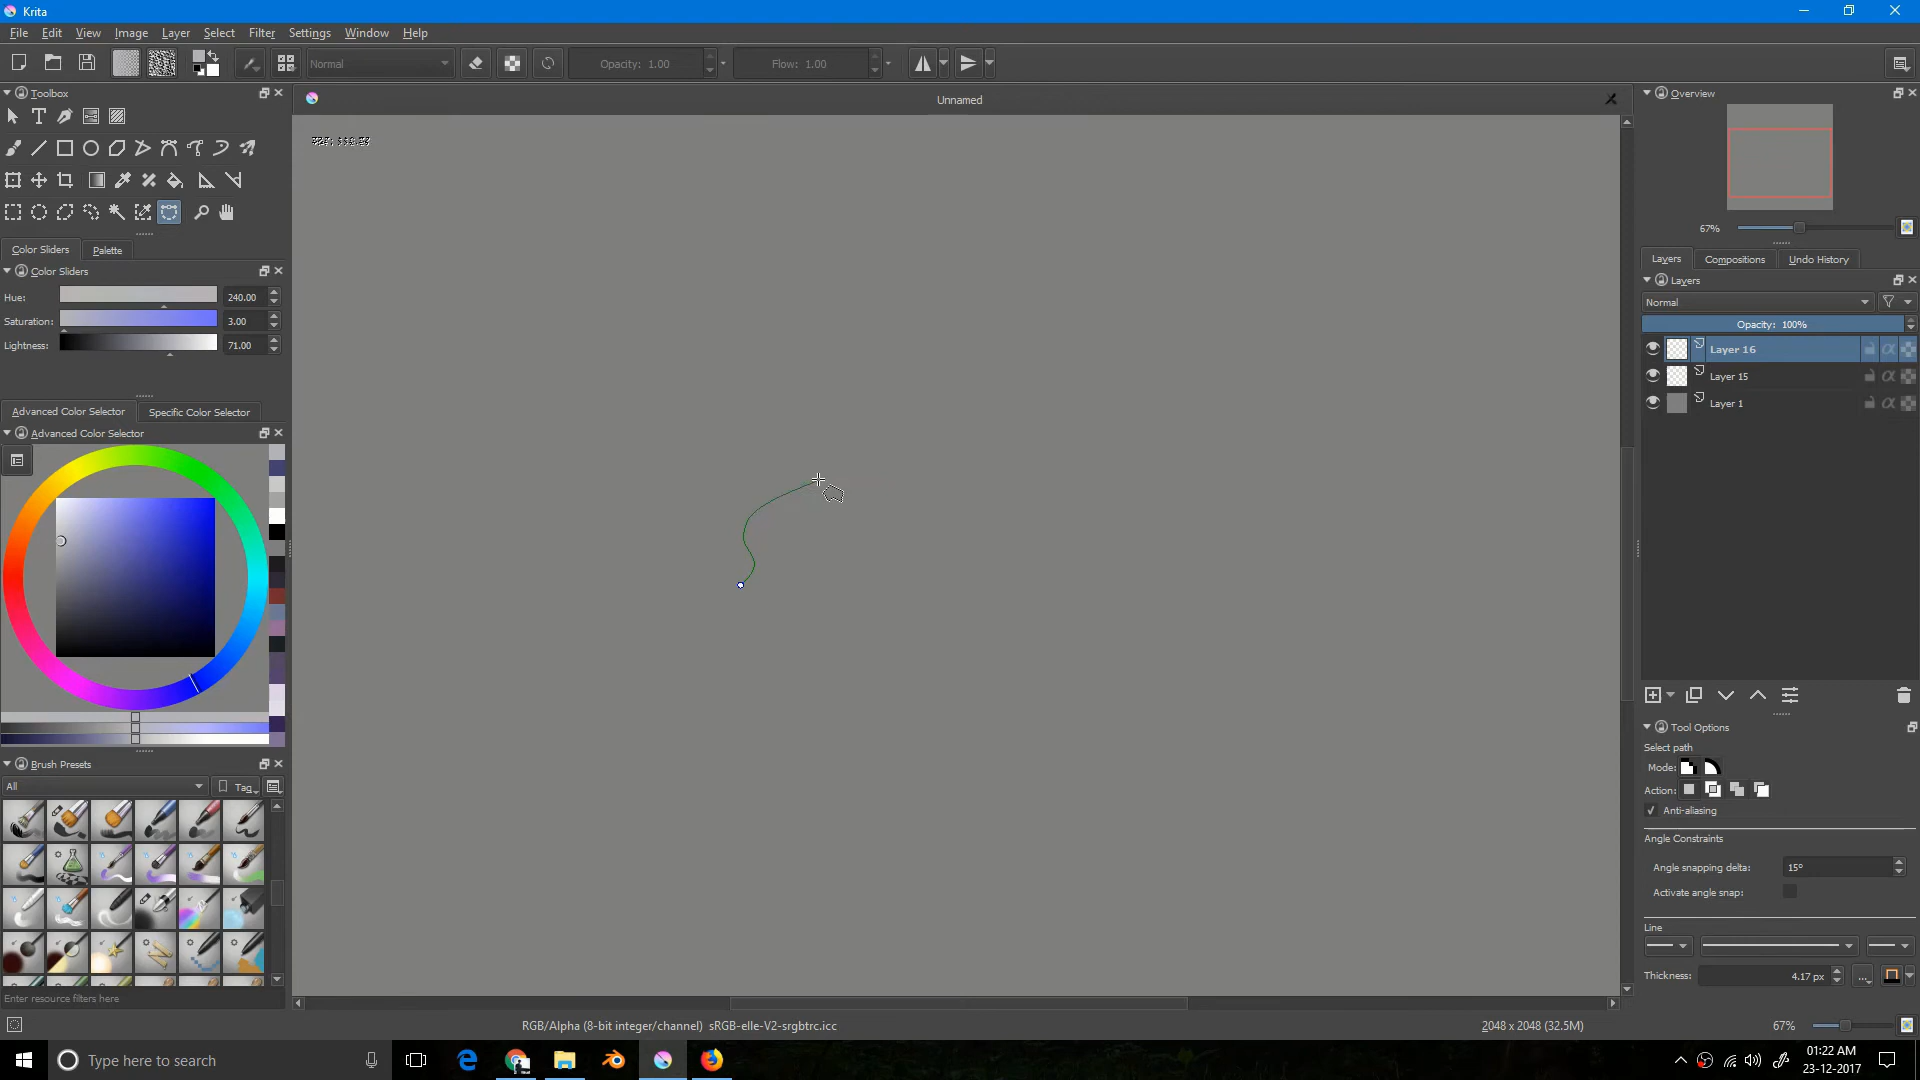 Krita
File Edit View Image Layer Select Filter Settings Window Help
Normal
Opacity: 1.00
Flow: 1.00
Toolbox
Unnamed
Overview
67%
Color Sliders Palette
Color Sliders
Hue: 240.00
Saturation: 3.00
Lightness: 71.00
Layers Compositions Undo History
Layers
Normal
Opacity: 100%
Layer 16
Layer 15
Layer 1
Advanced Color Selector Specific Color Selector
Advanced Color Selector
Brush Presets
All
Tag
Enter resource filters here
Tool Options
Select path
Mode:
Action:
Anti-aliasing
Angle Constraints
Angle snapping delta: 15°
Activate angle snap:
Line
Thickness: 4.17 px
...
RGB/Alpha (8-bit integer/channel) sRGB-elle-V2-srgbtrc.icc
2048 x 2048 (32.5M)
67%
Type here to search
01:22 AM
23-12-2017